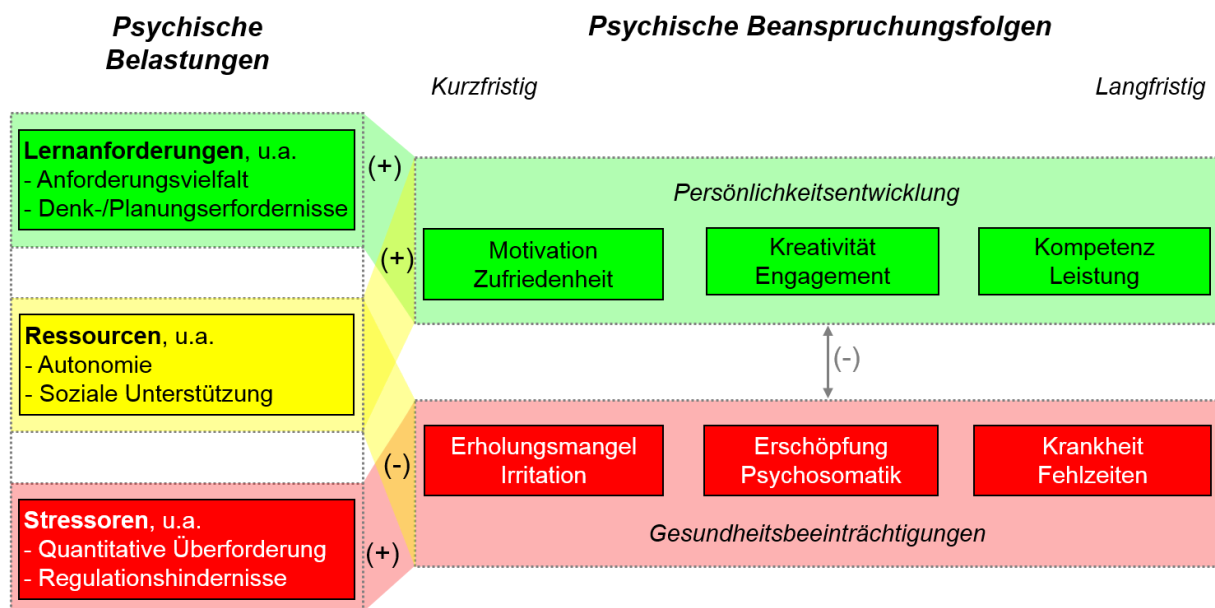 Psychische
Belastungen
Psychische Beanspruchungsfolgen
Kurzfristig
Langfristig
Lernanforderungen, u.a.
- Anforderungsvielfalt
- Denk-/Planungserfordernisse
(+)
Persönlichkeitsentwicklung
Motivation
Zufriedenheit
Kreativität
Engagement
Kompetenz
Leistung
(+)
Ressourcen, u.a.
- Autonomie
- Soziale Unterstützung
(-)
(-)
Erholungsmangel
Irritation
Erschöpfung
Psychosomatik
Krankheit
Fehlzeiten
Stressoren, u.a.
- Quantitative Überforderung
- Regulationshindernisse
(+)
Gesundheitsbeeinträchtigungen